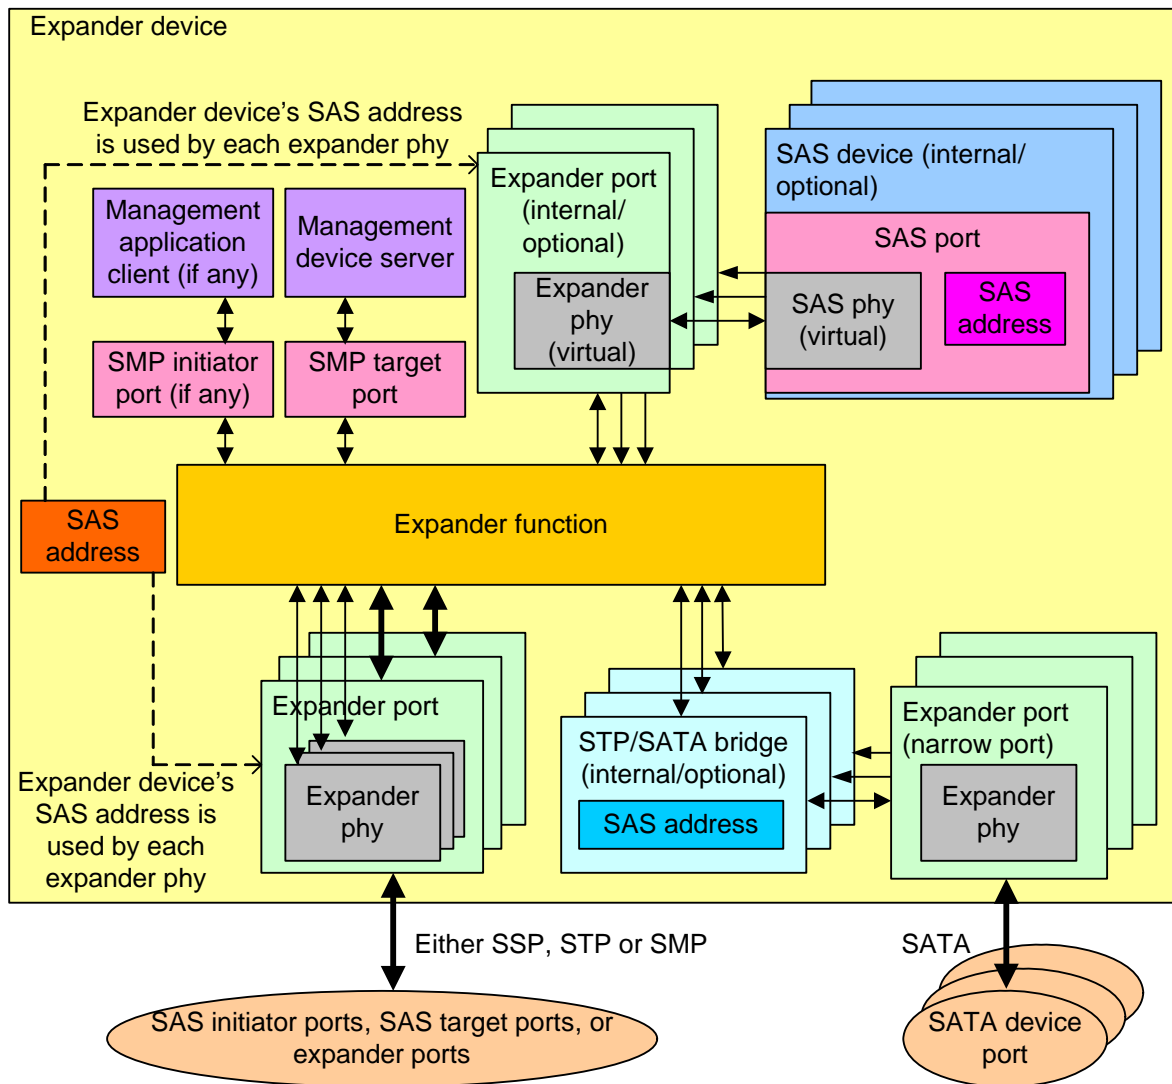 Expander device
Expander device’s SAS address
is used by each expander phy
Management
application
client (if any)
Management
device server
Expander port
(internal/
optional)
Expander
phy
(virtual)
SAS device (internal/
optional)
SAS port
SAS phy
(virtual)
SAS
address
SMP initiator
port (if any)
SMP target
port
SAS
address
Expander function
Expander port
Expander
phy
Expander device’s
SAS address is
used by each
expander phy
STP/SATA bridge
(internal/optional)
SAS address
Expander port
(narrow port)
Expander
phy
Either SSP, STP or SMP
SATA
SAS initiator ports, SAS target ports, or
expander ports
SATA device
port